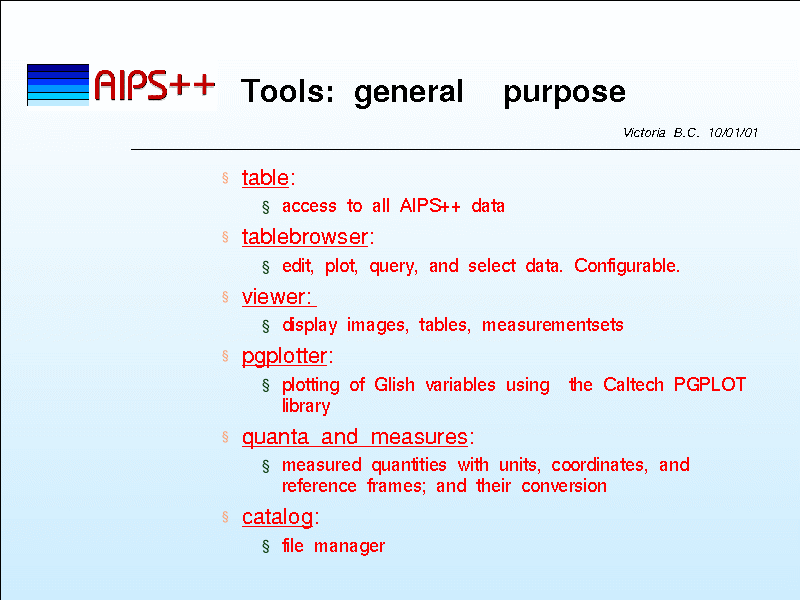 AIPS++ Tools: general purpose
Victoria B.C. 10/01/01
§ table:
§ access to all AIPS++ data
§ tablebrowser:
§ edit, plot, query, and select data. Configurable.
§ viewer:
§ display images, tables, measurementsets
§ pgplotter:
§ plotting of Glish variables using the Caltech PGPLOT
library
§ quanta and measures:
§ measured quantities with units, coordinates, and
reference frames; and their conversion
§ catalog:
§ file manager